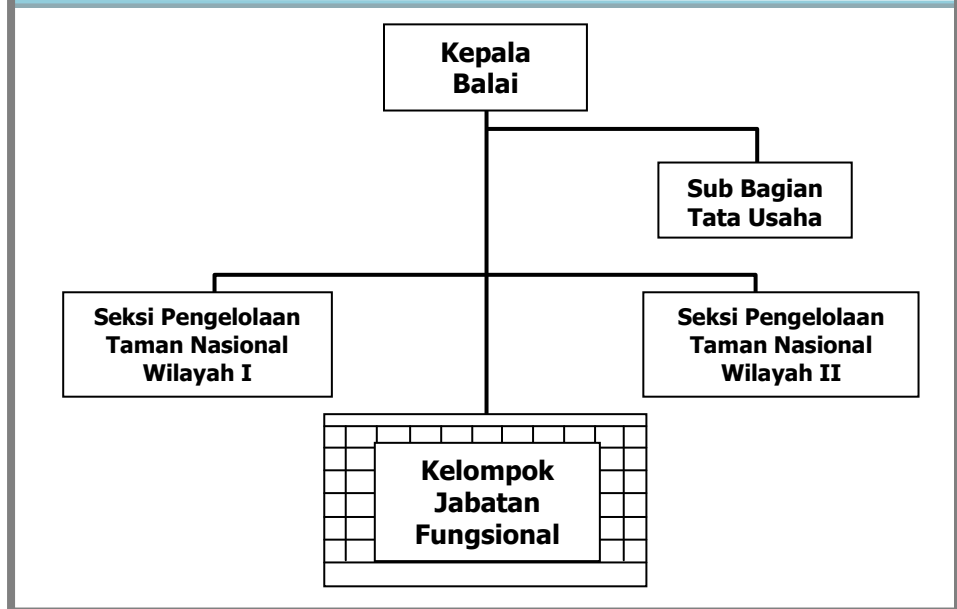 Kepala
Balai
Sub Bagian
Tata Usaha
Seksi Pengelolaan
Taman Nasional
Wilayah I
Seksi Pengelolaan
Taman Nasional
Wilayah II
Kelompok
Jabatan
Fungsional